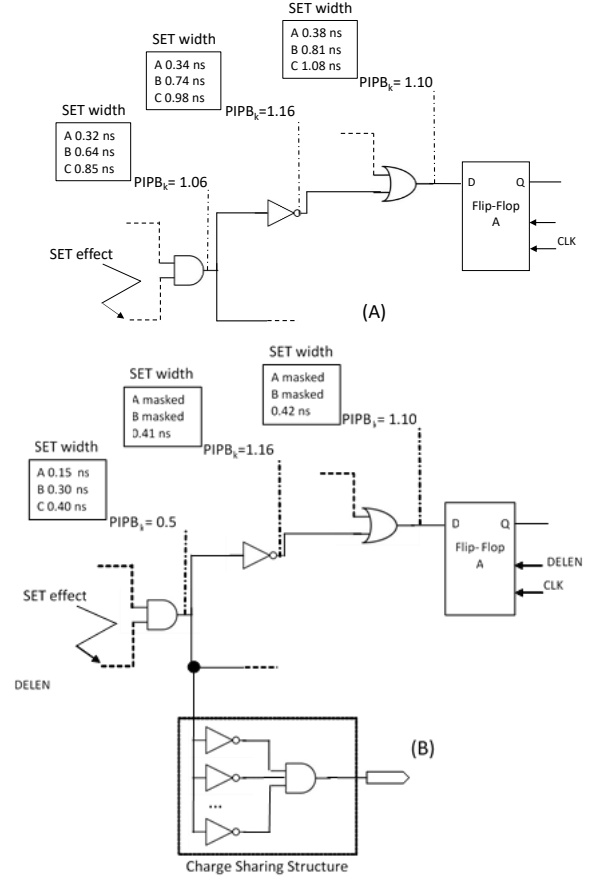 SET width
A 0.38 ns
B 0.81 ns
C 1.08 ns
SET width
A 0.34 ns
B 0.74 ns
C 0.98 ns
PIPBk= 1.10
PIPBk=1.16
SET width
A 0.32 ns
B 0.64 ns
C 0.85 ns
PIPBk= 1.06
D Q
Flip-Flop
A
CLK
SET effect
(A)
SET width
A masked
B masked
0.42 ns
SET width
A masked
B masked
0.41 ns
PIPBk= 1.10
PIPBk=1.16
SET width
A 0.15 ns
B 0.30 ns
C 0.40 ns
PIPBk= 0.5
D Q
Flip- Flop
A
DELEN
CLK
SET effect
DELEN
(B)
...
Charge Sharing Structure